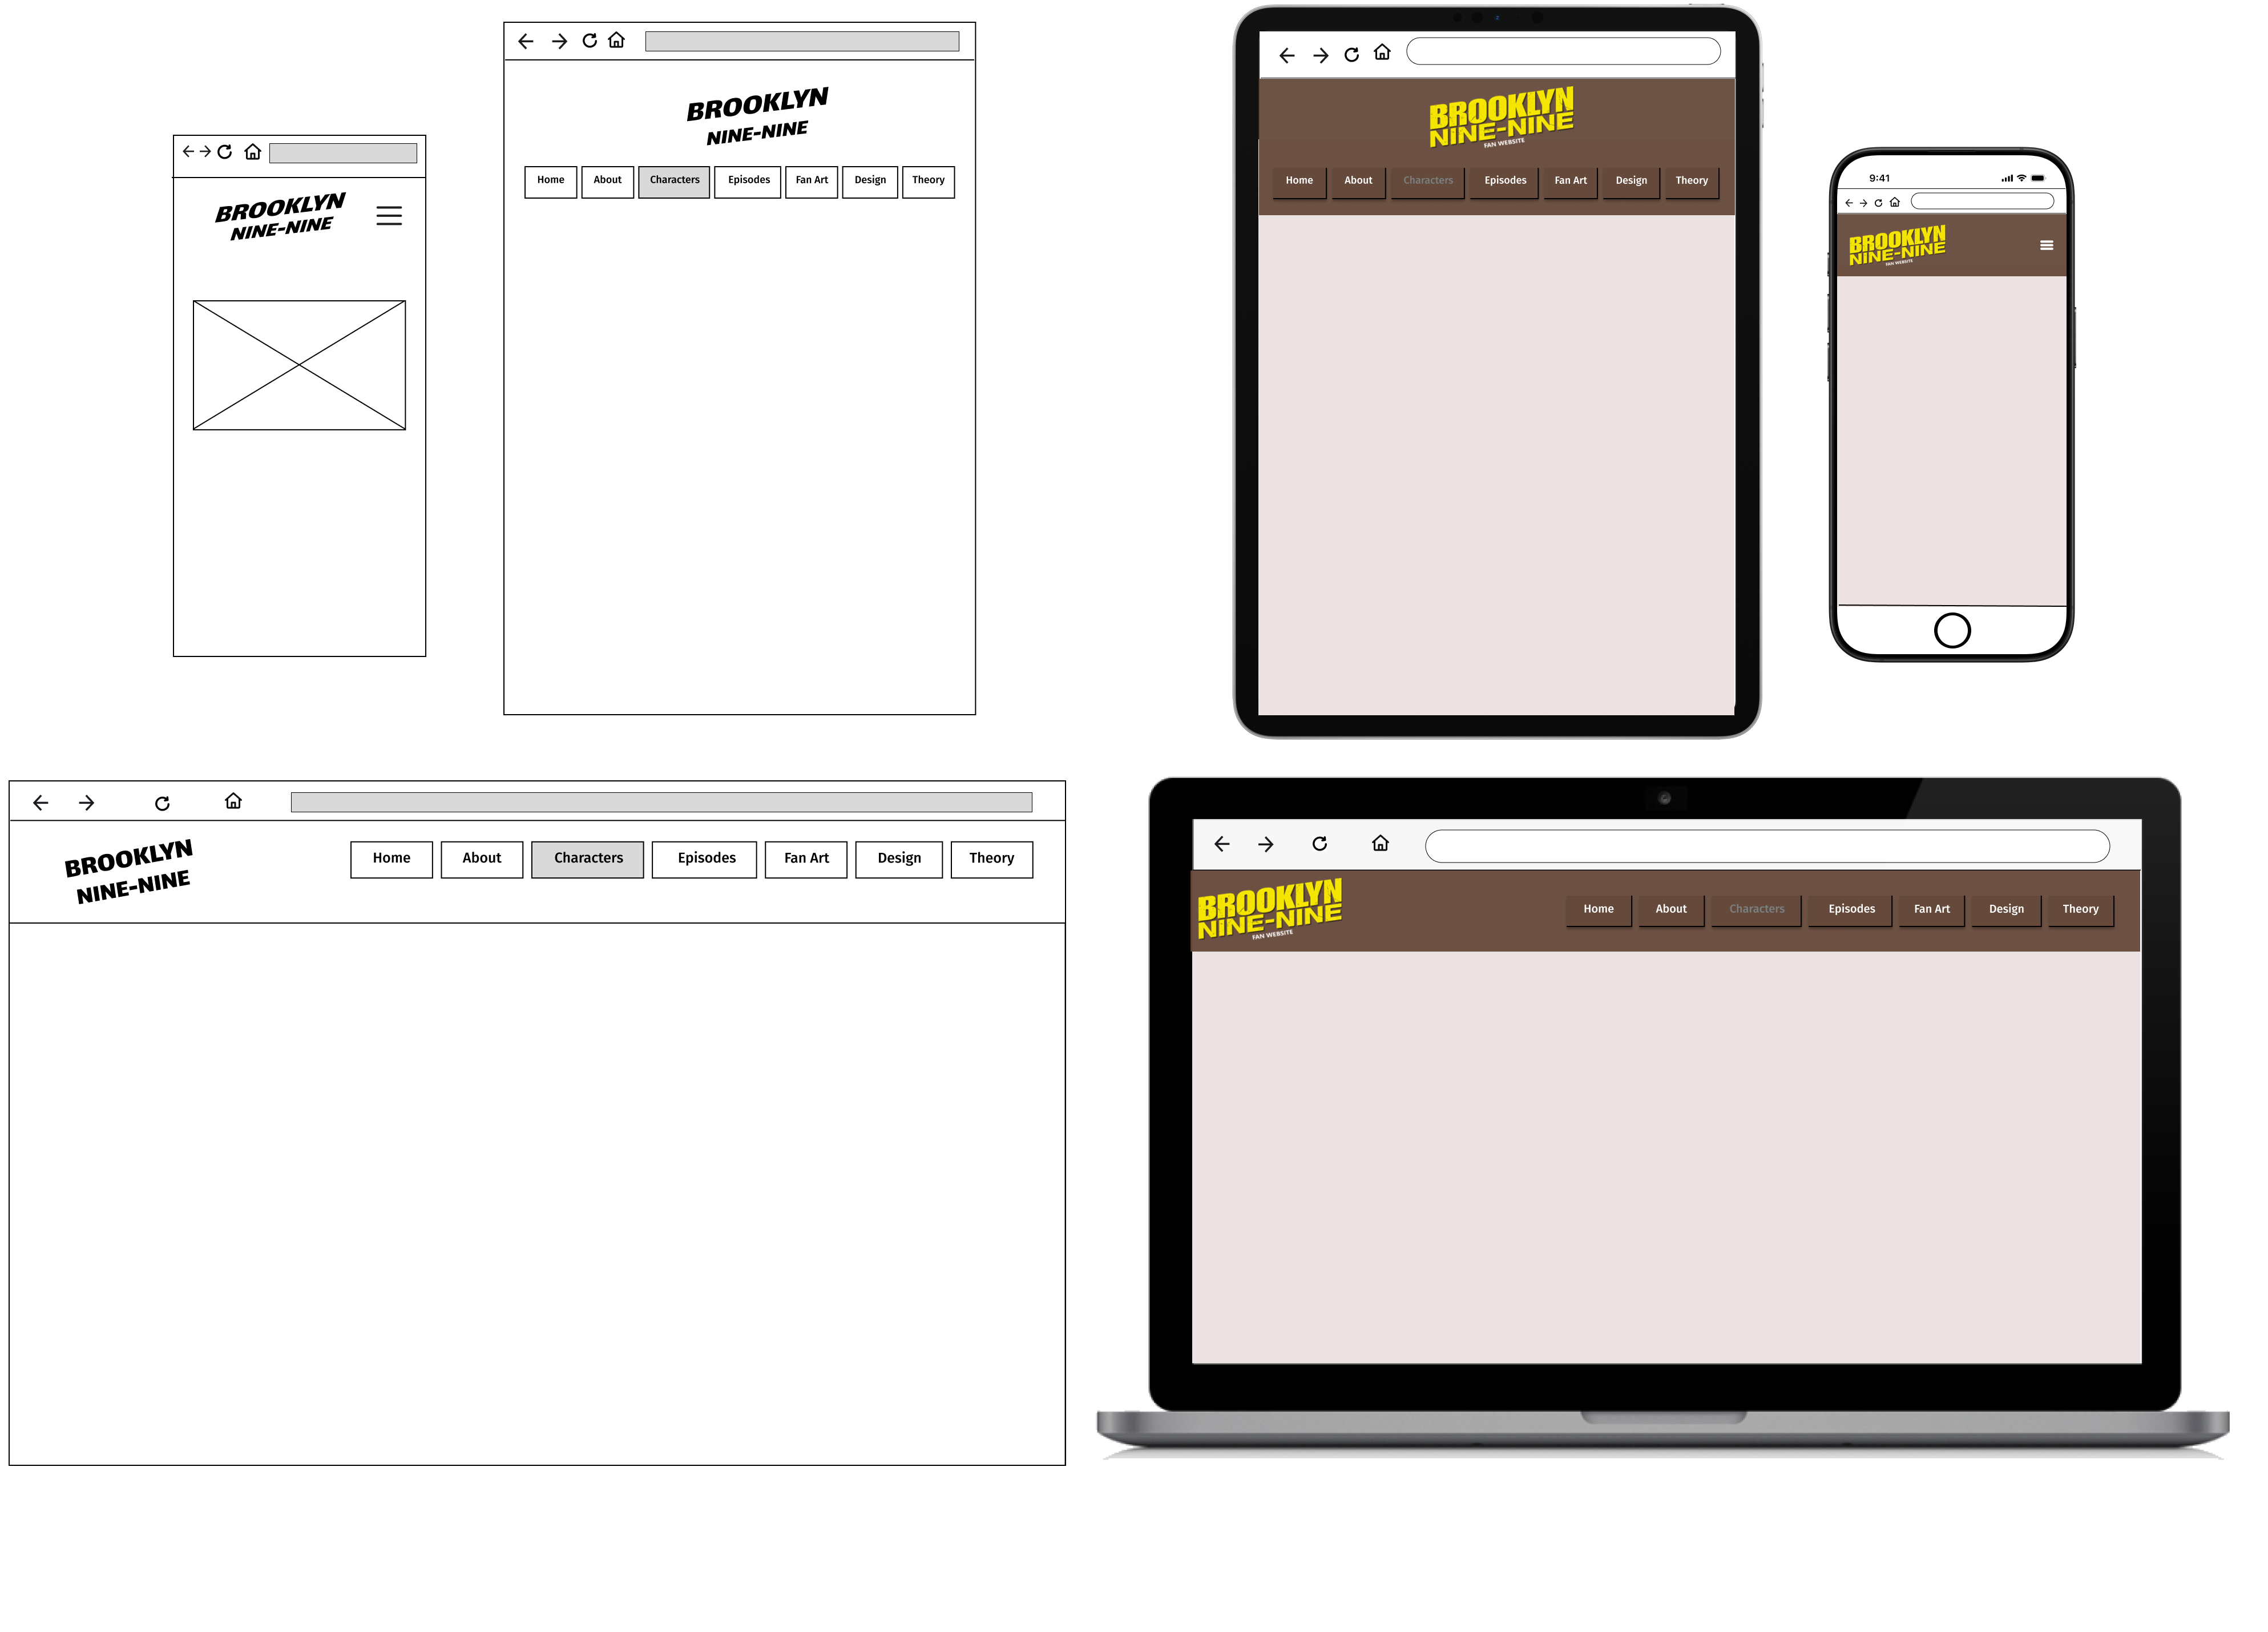 BROOKLYN
NINE-NINE
BROOKLYN
NINE-NINE
Home About Characters Episodes Fan Art Design Theory
BROOKLYN
NINE-NINE
FAN WEBSITE
Home About Characters Episodes Fan Art Design Theory
9:41
BROOKLYN
NINE-NINE
FAN WEBSITE
BROOKLYN
NINE-NINE
Home About Characters Episodes Fan Art Design Theory
BROOKLYN
NINE-NINE
FAN WEBSITE
Home About Characters Episodes Fan Art Design Theory